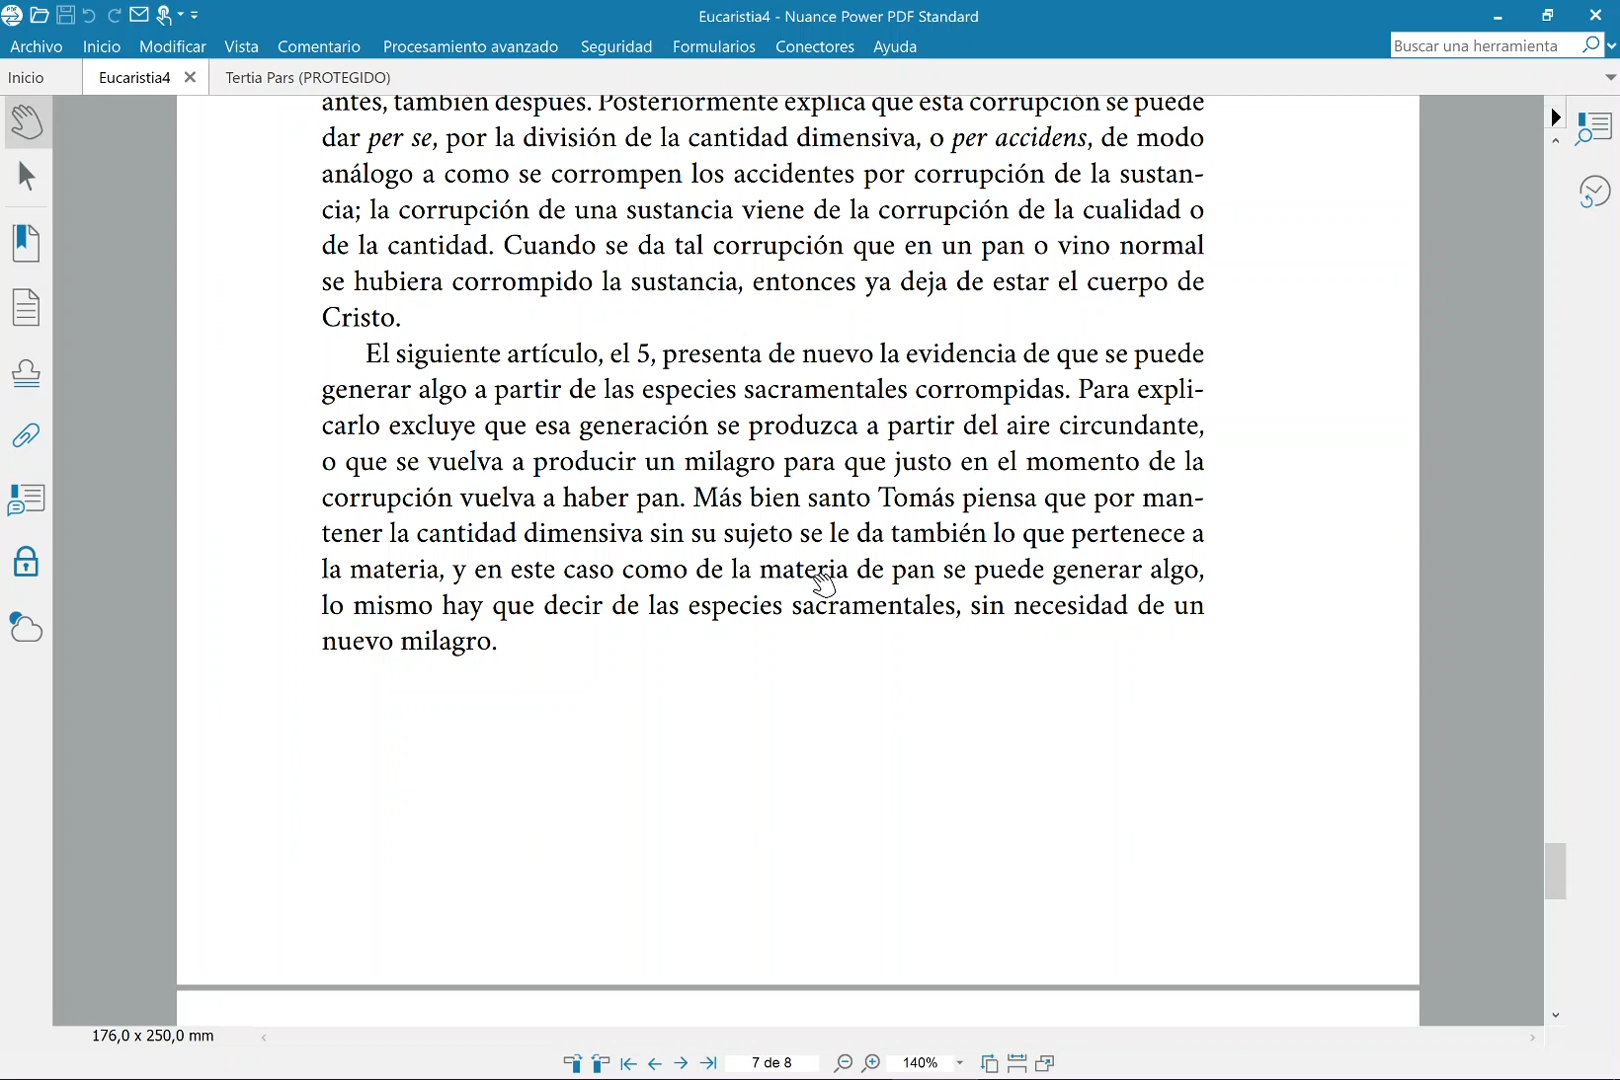 Eucaristia4 - Nuance Power PDF Standard
Archivo Inicio Modificar Vista Comentario Procesamiento avanzado Seguridad Formularios Conectores Ayuda
Buscar una herramienta
Inicio Eucaristia4 Tertia Pars (PROTEGIDO)
antes, también después. Posteriormente explica que esta corrupción se puede
dar per se, por la división de la cantidad dimensiva, o per accidens, de modo
análogo a como se corrompen los accidentes por corrupción de la sustan-
cia; la corrupción de una sustancia viene de la corrupción de la cualidad o
de la cantidad. Cuando se da tal corrupción que en un pan o vino normal
se hubiera corrompido la sustancia, entonces ya deja de estar el cuerpo de
Cristo.
El siguiente artículo, el 5, presenta de nuevo la evidencia de que se puede
generar algo a partir de las especies sacramentales corrompidas. Para expli-
carlo excluye que esa generación se produzca a partir del aire circundante,
o que se vuelva a producir un milagro para que justo en el momento de la
corrupción vuelva a haber pan. Más bien santo Tomás piensa que por man-
tener la cantidad dimensiva sin su sujeto se le da también lo que pertenece a
la materia, y en este caso como de la materia de pan se puede generar algo,
lo mismo hay que decir de las especies sacramentales, sin necesidad de un
nuevo milagro.
176,0 x 250,0 mm
7 de 8
140%